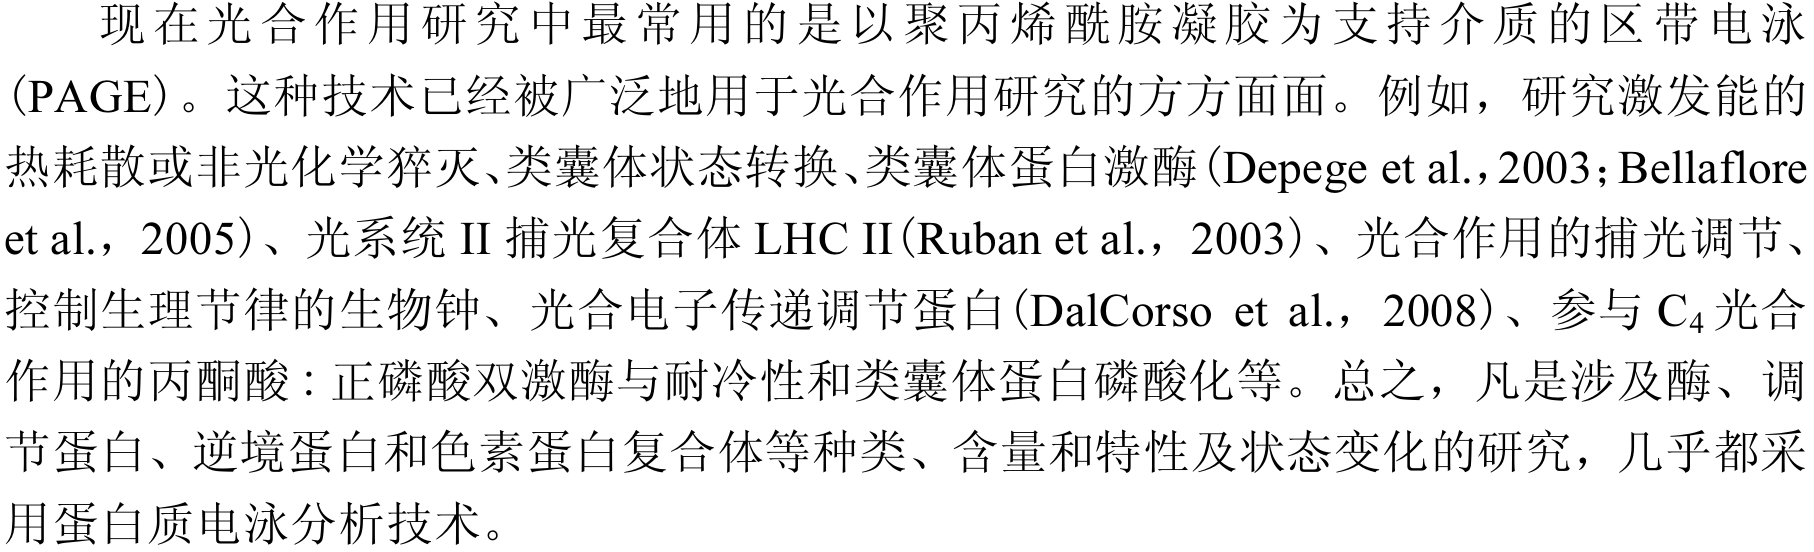 现在光合作用研究中最常用的是以聚丙烯酰胺凝胶为支持介质的区带电泳
(PAGE)。这种技术已经被广泛地用于光合作用研究的方方面面。例如，研究激发能的
热耗散或非光化学猝灭、类囊体状态转换、类囊体蛋白激酶(Depege et al.，2003；Bellaflore
et al.，2005)、光系统 II 捕光复合体 LHC II(Ruban et al.，2003)、光合作用的捕光调节、
控制生理节律的生物钟、光合电子传递调节蛋白(DalCorso et al.，2008)、参与 C₄光合
作用的丙酮酸：正磷酸双激酶与耐冷性和类囊体蛋白磷酸化等。总之，凡是涉及酶、调
节蛋白、逆境蛋白和色素蛋白复合体等种类、含量和特性及状态变化的研究，几乎都采
用蛋白质电泳分析技术。